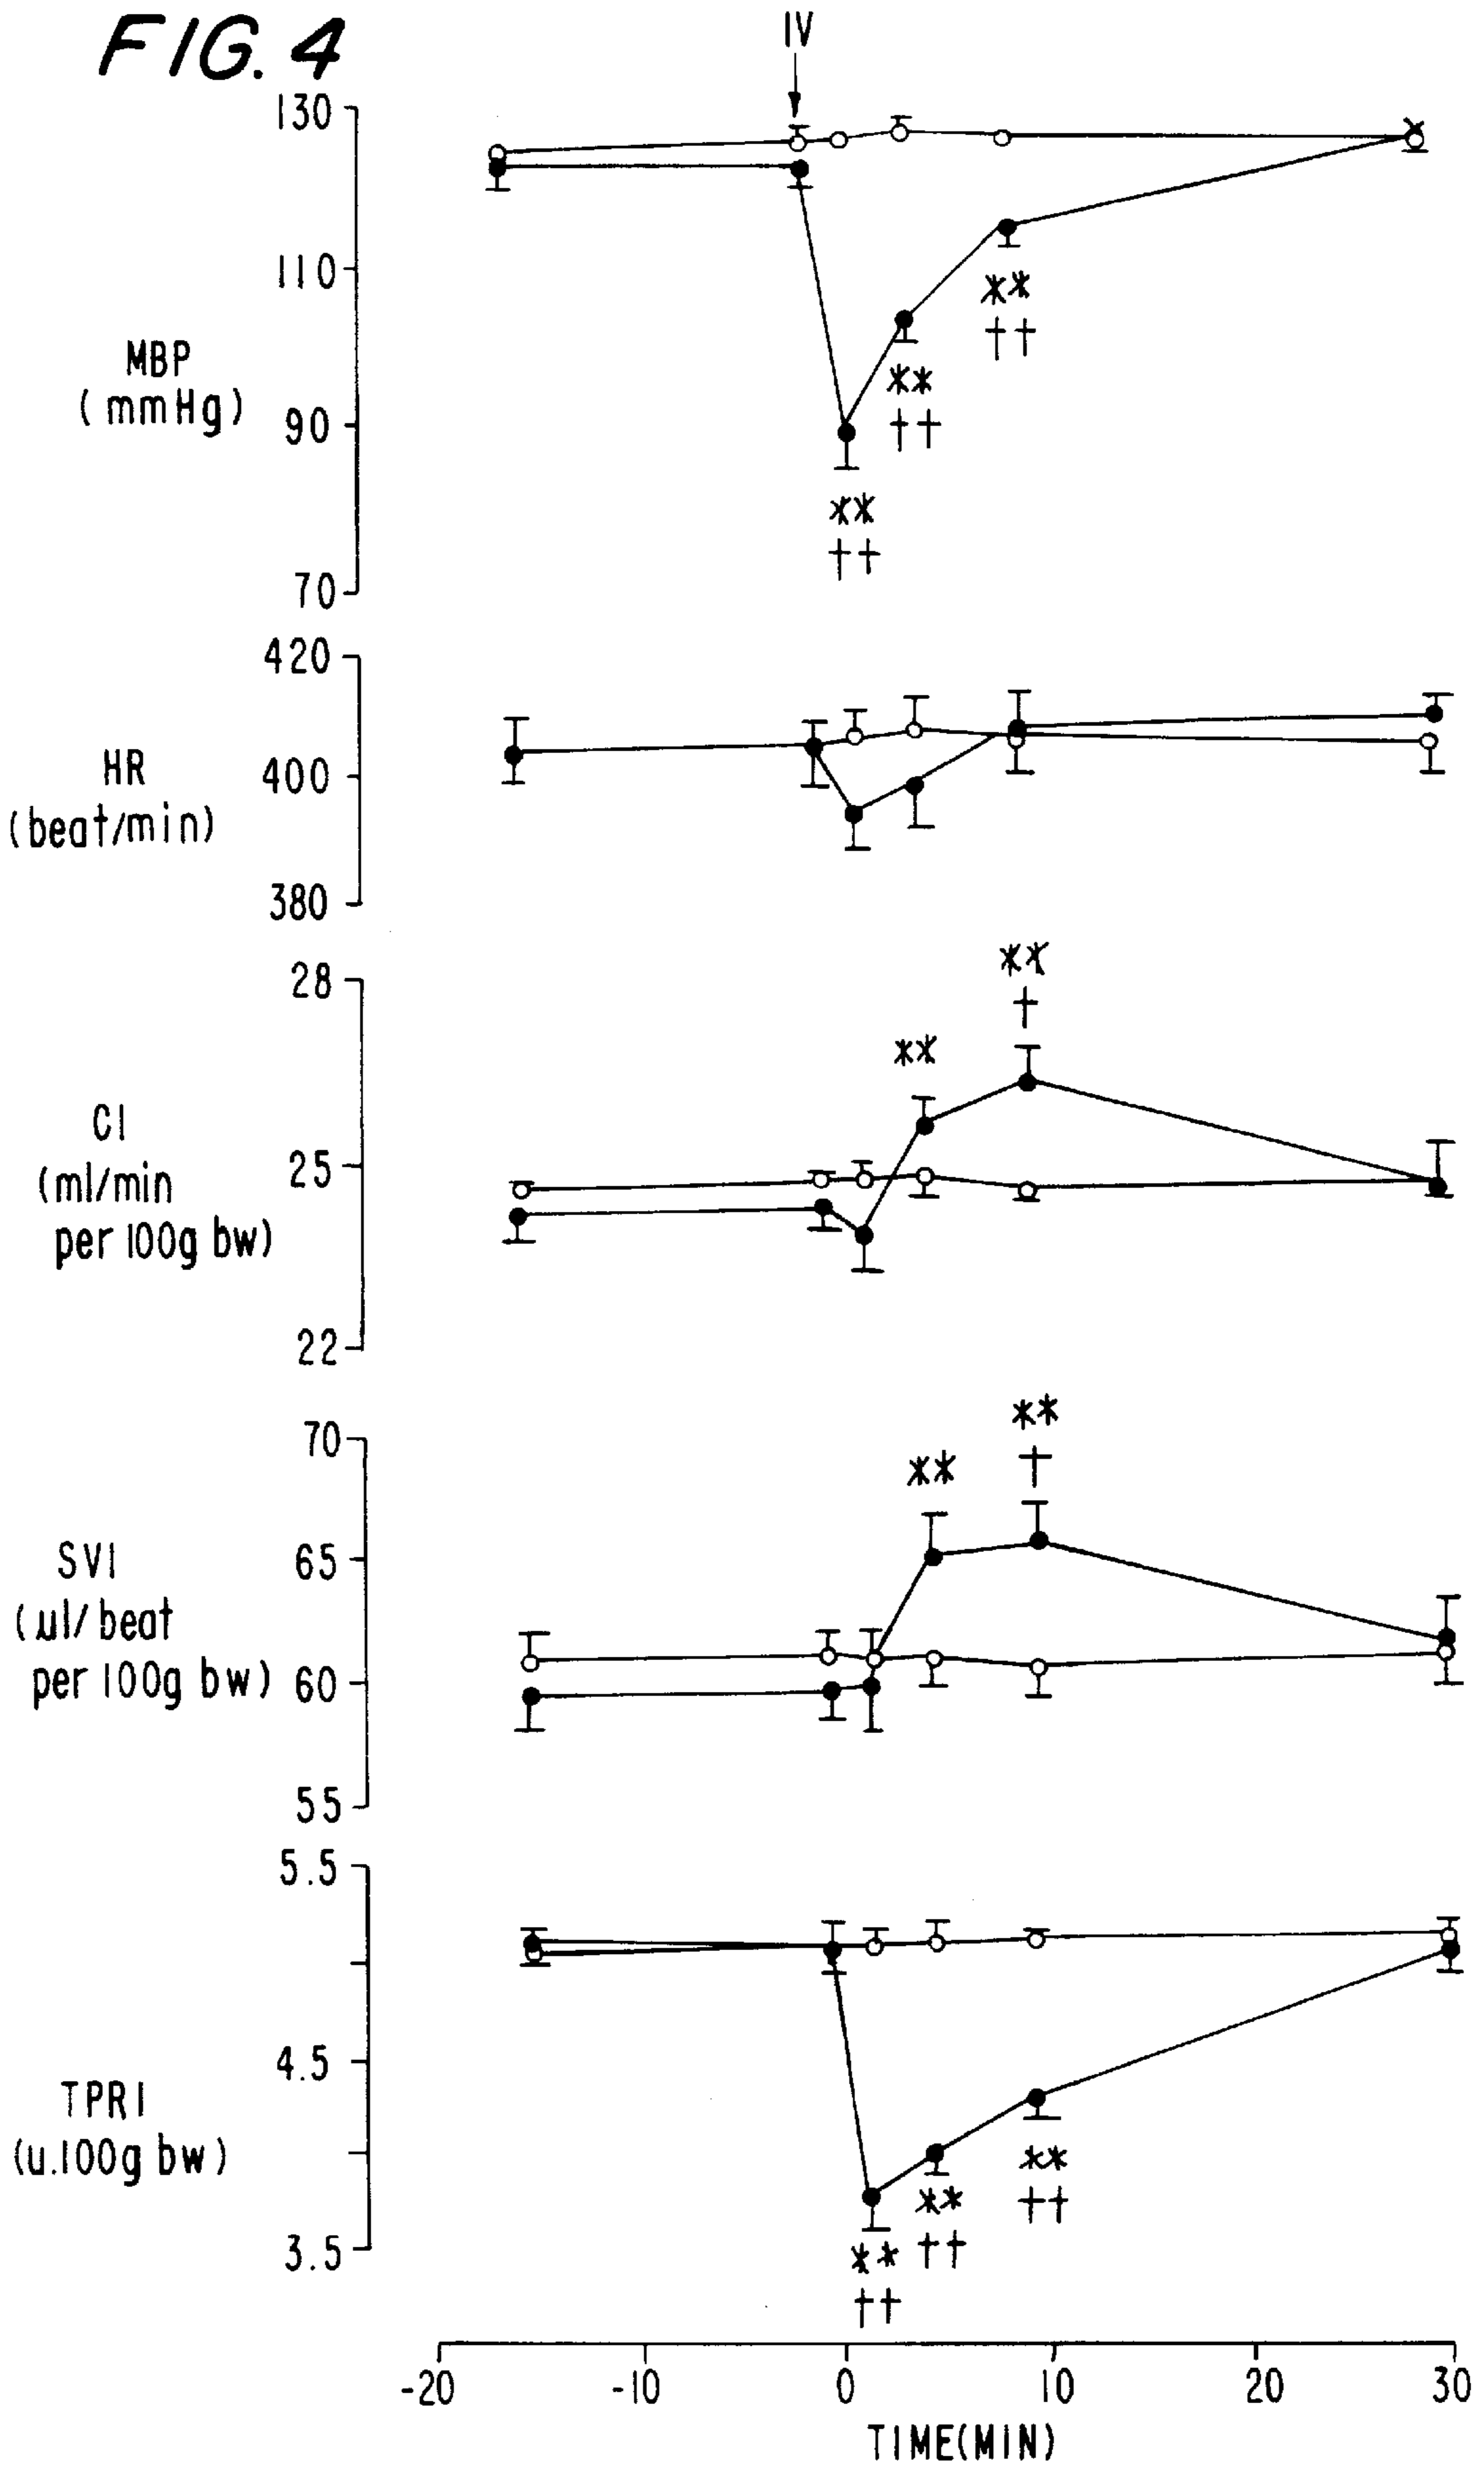 FIG. 4
IV
130
110
MBP
(mmHg)
90
70
**
††
**
††
**
††
420
HR
400
(beat/min)
380
28
CI
25
(ml/min
per 100g bw)
22
**
**
†
70
SVI
65
(µl/beat
per 100g bw)
60
55
**
**
†
5.5
4.5
TPRI
(u.100g bw)
3.5
**
††
**
††
**
††
-20 -10 0 10 20 30
TIME(MIN)